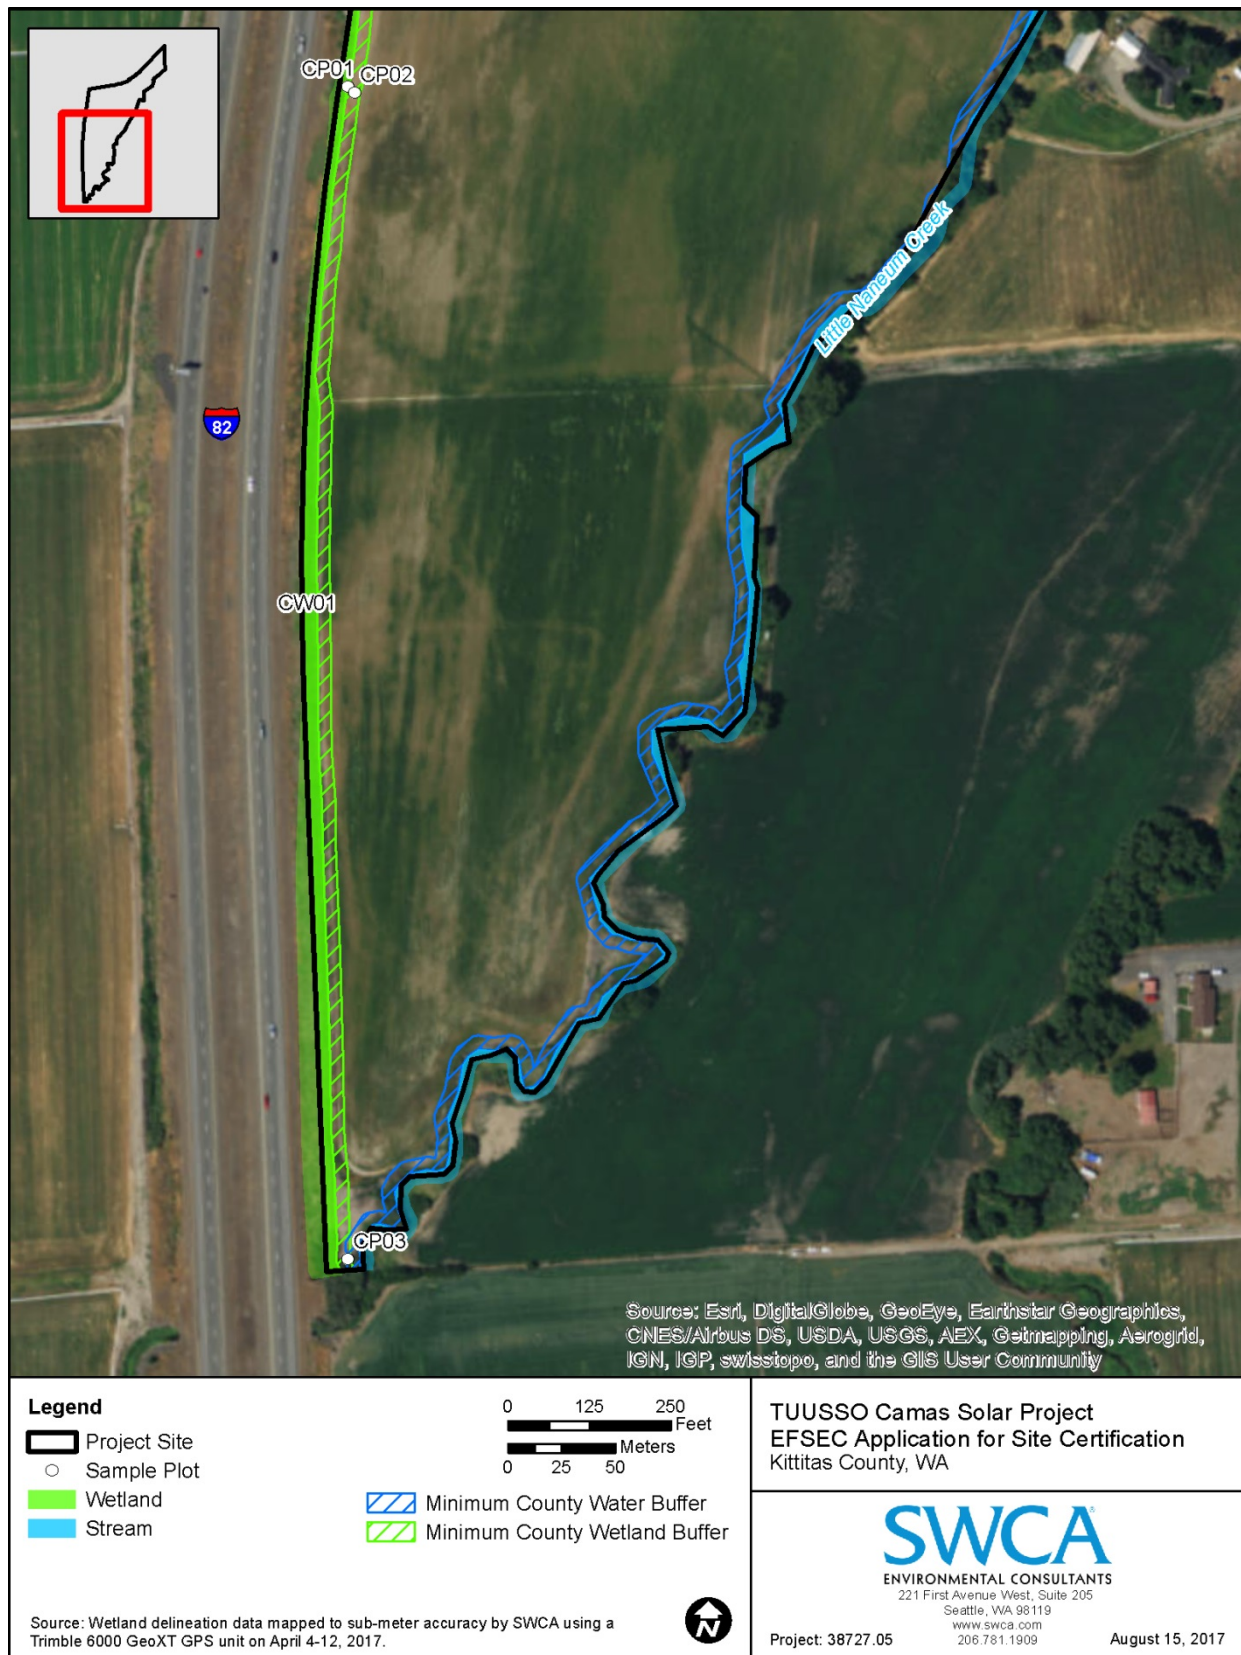 CP01
CP02
Little Naneum Creek
82
CW01
CP03
Source: Esri, DigitalGlobe, GeoEye, Earthstar Geographics,
CNES/Airbus DS, USDA, USGS, AEX, Getmapping, Aerogrid,
IGN, IGP, swisstopo, and the GIS User Community
Legend
Project Site
Sample Plot
Wetland
Stream
0 125 250
Feet
Meters
0 25 50
Minimum County Water Buffer
Minimum County Wetland Buffer
Source: Wetland delineation data mapped to sub-meter accuracy by SWCA using a
Trimble 6000 GeoXT GPS unit on April 4-12, 2017.
N
TUUSSO Camas Solar Project
EFSEC Application for Site Certification
Kittitas County, WA
SWCA®
ENVIRONMENTAL CONSULTANTS
221 First Avenue West, Suite 205
Seattle, WA 98119
www.swca.com
206.781.1909
Project: 38727.05
August 15, 2017